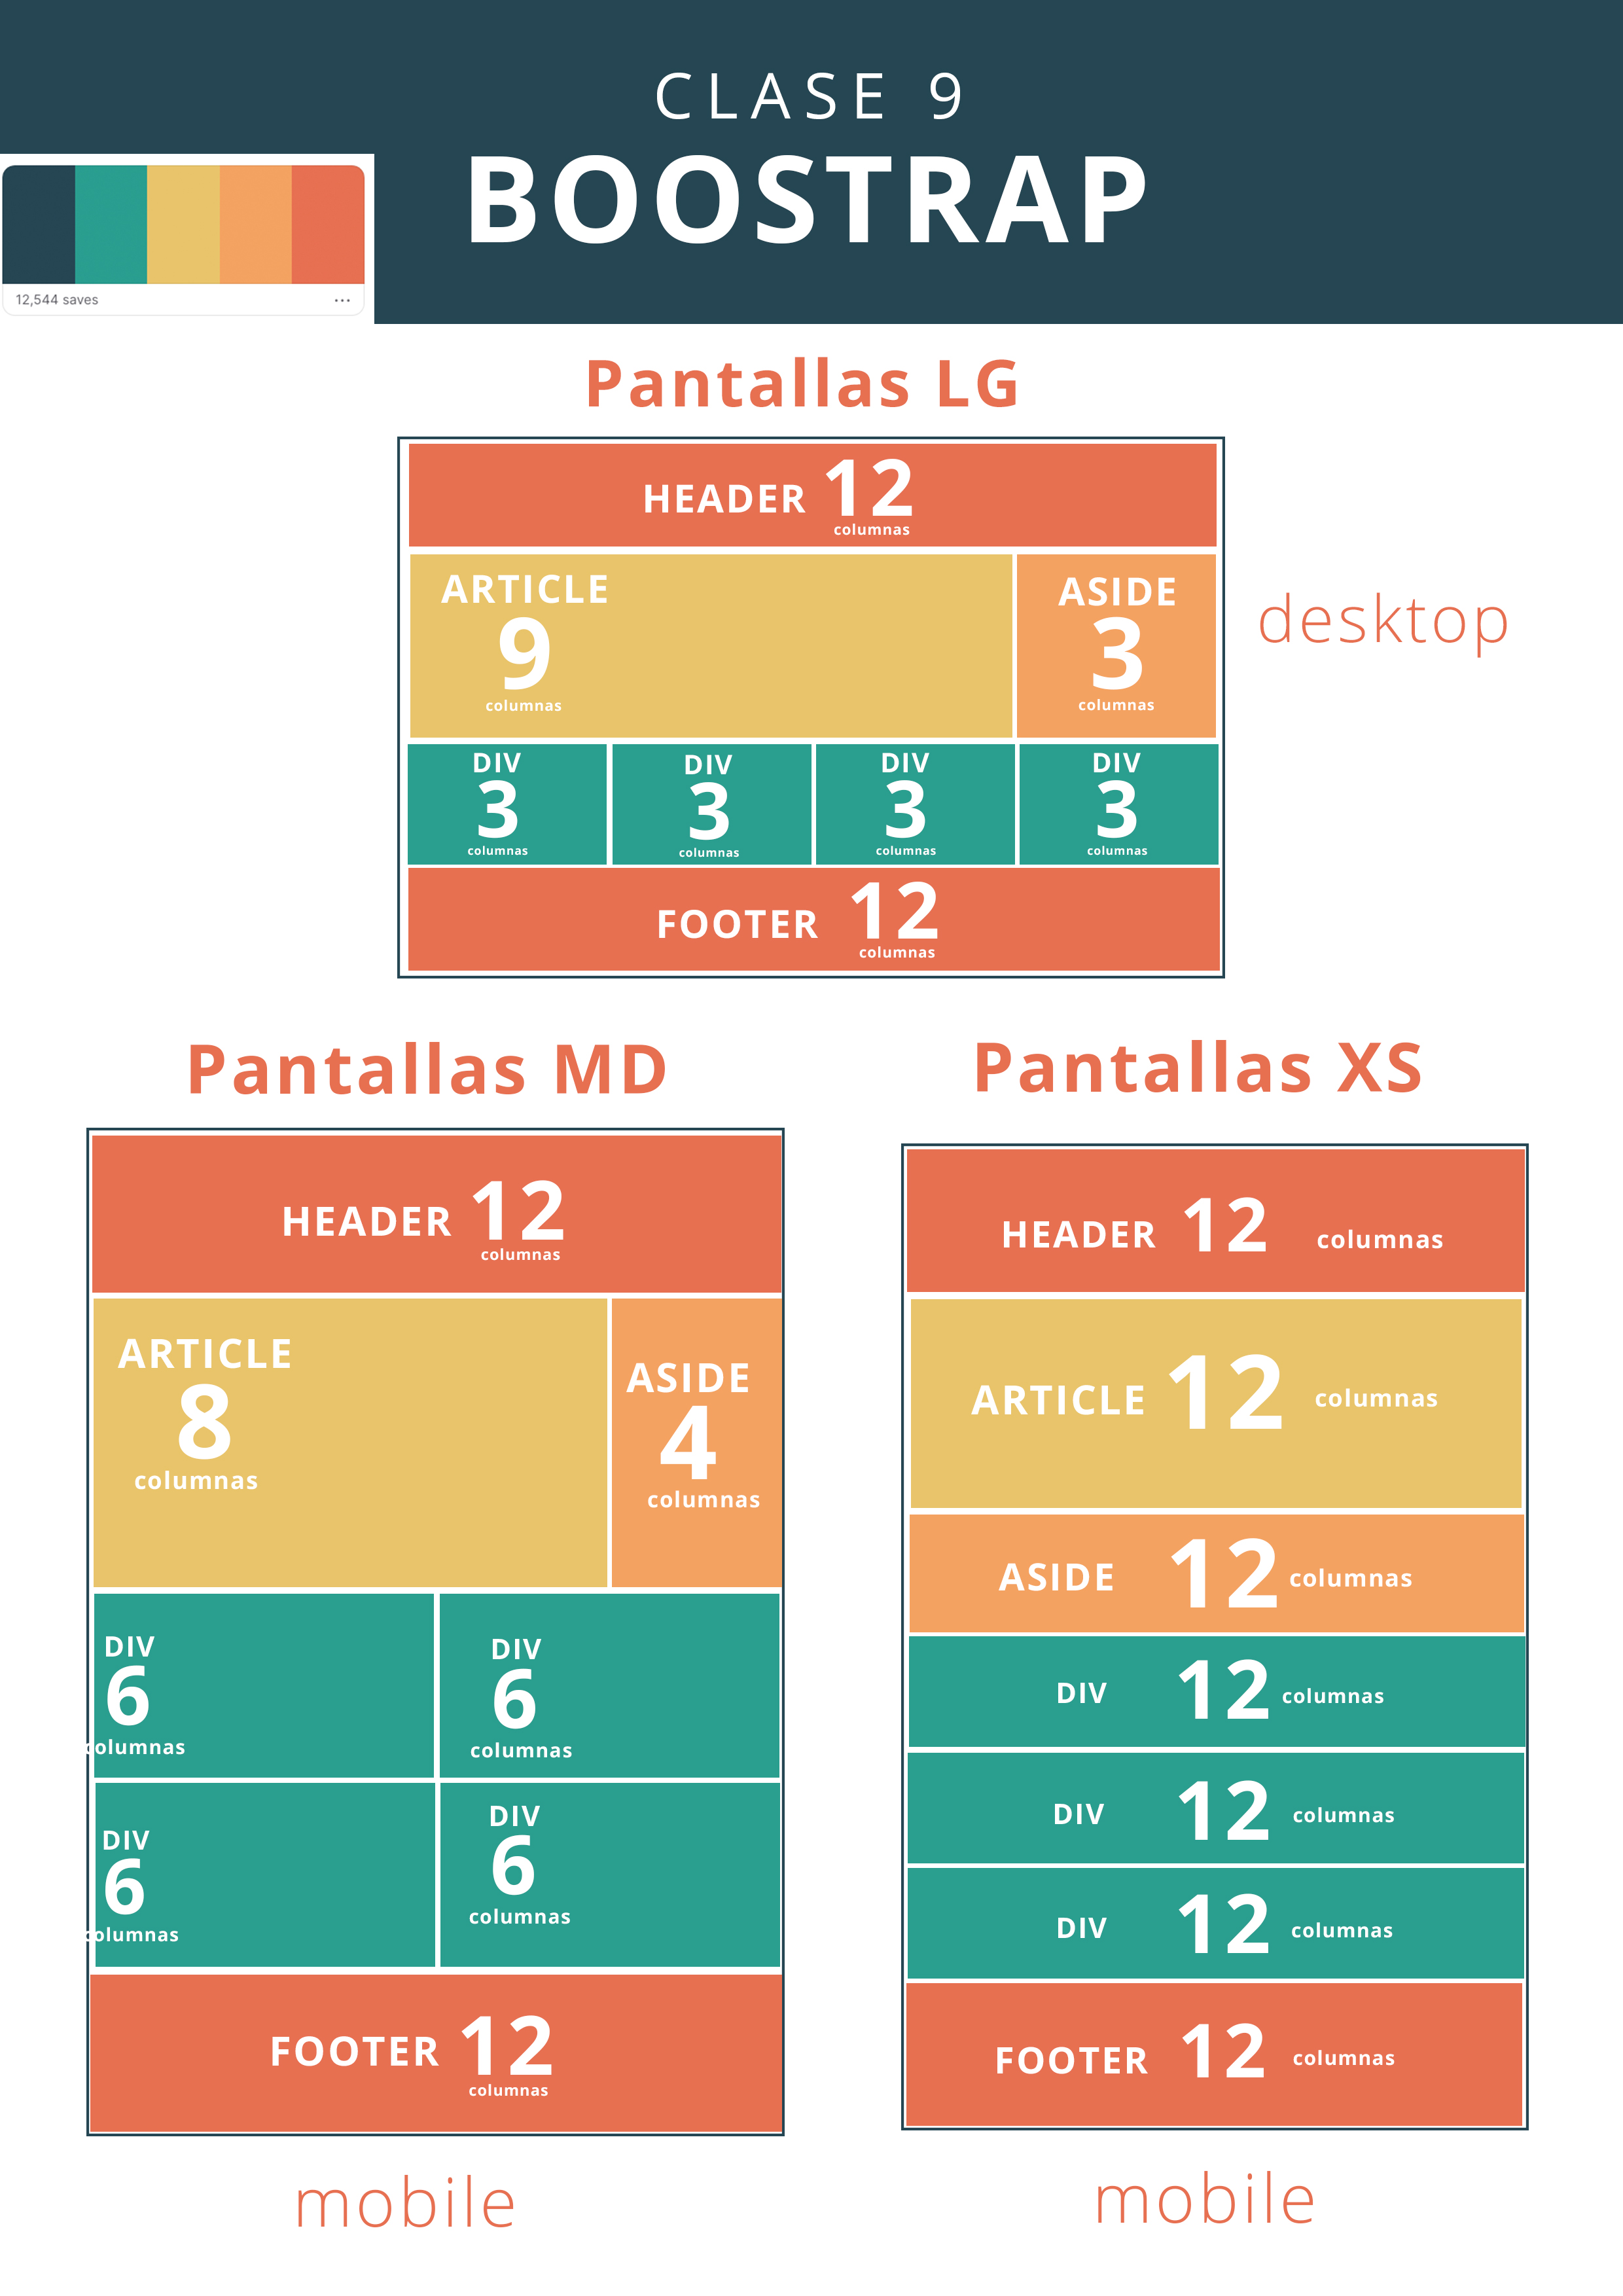 CLASE 9
BOOSTRAP
12,544 saves
Pantallas LG
HEADER 12
columnas
ARTICLE
9
columnas
ASIDE
3
columnas
desktop
DIV
3
columnas
DIV
3
columnas
DIV
3
columnas
DIV
3
columnas
FOOTER 12
columnas
Pantallas MD
HEADER 12
columnas
ARTICLE
8
columnas
ASIDE
4
columnas
DIV
6
columnas
DIV
6
columnas
DIV
6
columnas
DIV
6
columnas
FOOTER 12
columnas
mobile
Pantallas XS
HEADER 12 columnas
ARTICLE 12 columnas
ASIDE 12 columnas
DIV 12 columnas
DIV 12 columnas
DIV 12 columnas
FOOTER 12 columnas
mobile